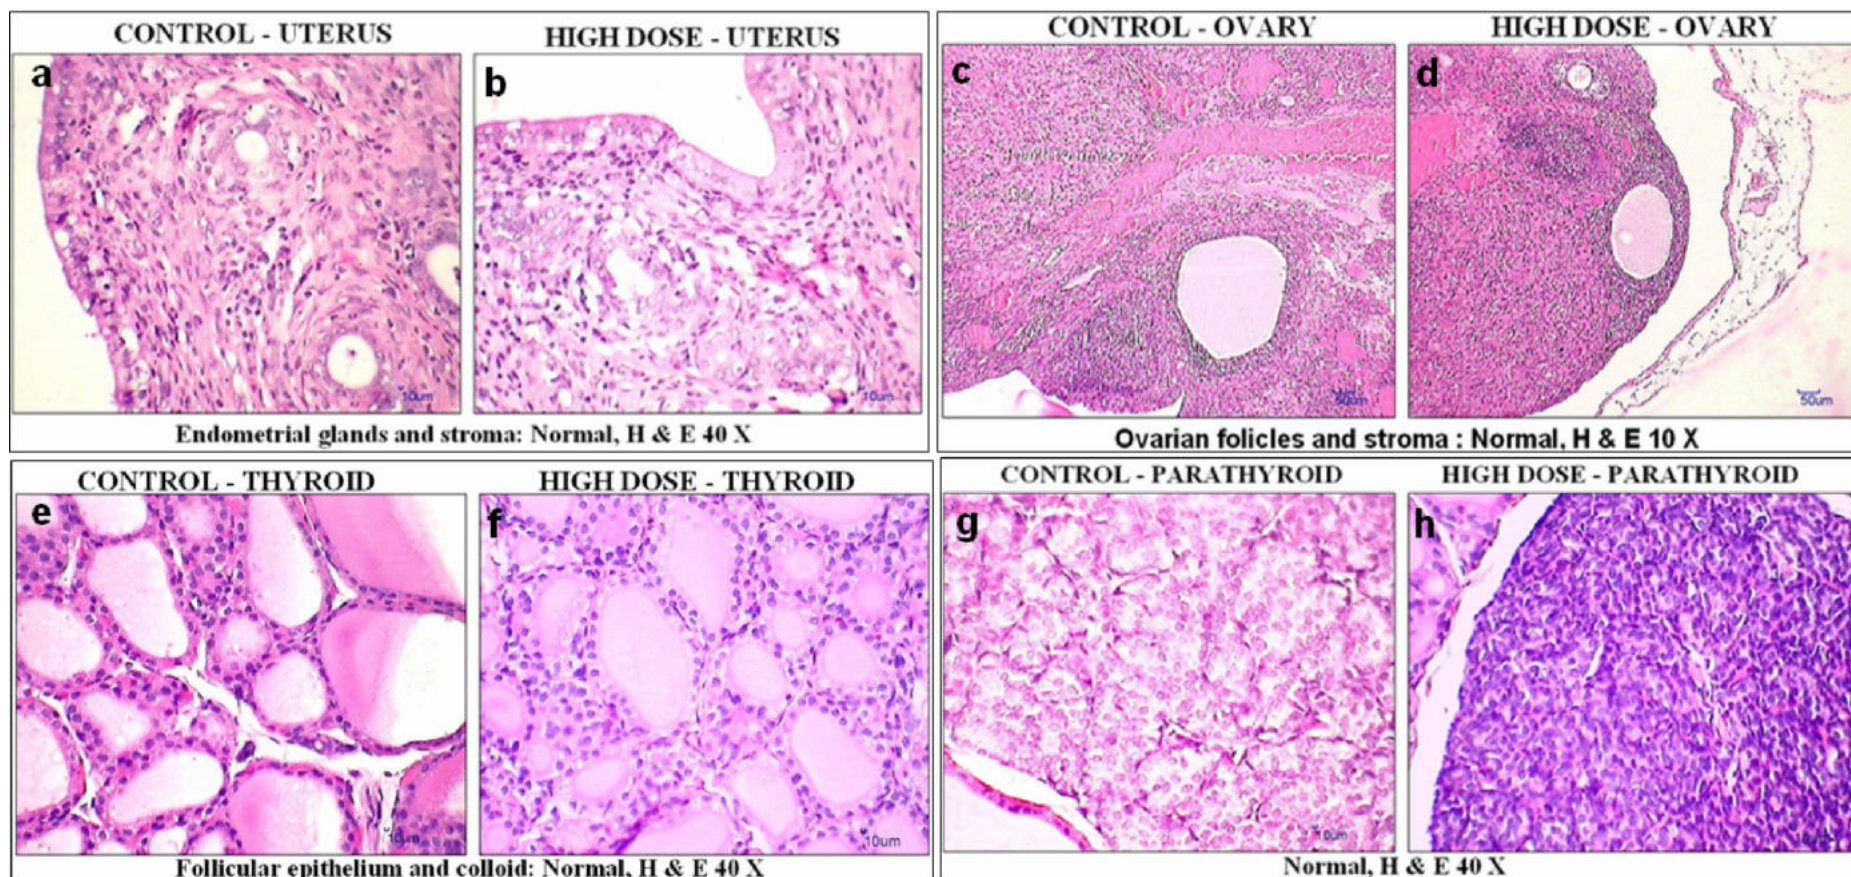 CONTROL - UTERUS
HIGH DOSE - UTERUS
a
b
10um
10um
Endometrial glands and stroma: Normal, H & E 40 X
CONTROL - OVARY
HIGH DOSE - OVARY
c
d
50um
50um
Ovarian folicles and stroma : Normal, H & E 10 X
CONTROL - THYROID
HIGH DOSE - THYROID
e
f
10um
10um
Follicular epithelium and colloid: Normal, H & E 40 X
CONTROL - PARATHYROID
HIGH DOSE - PARATHYROID
g
h
10um
Normal, H & E 40 X